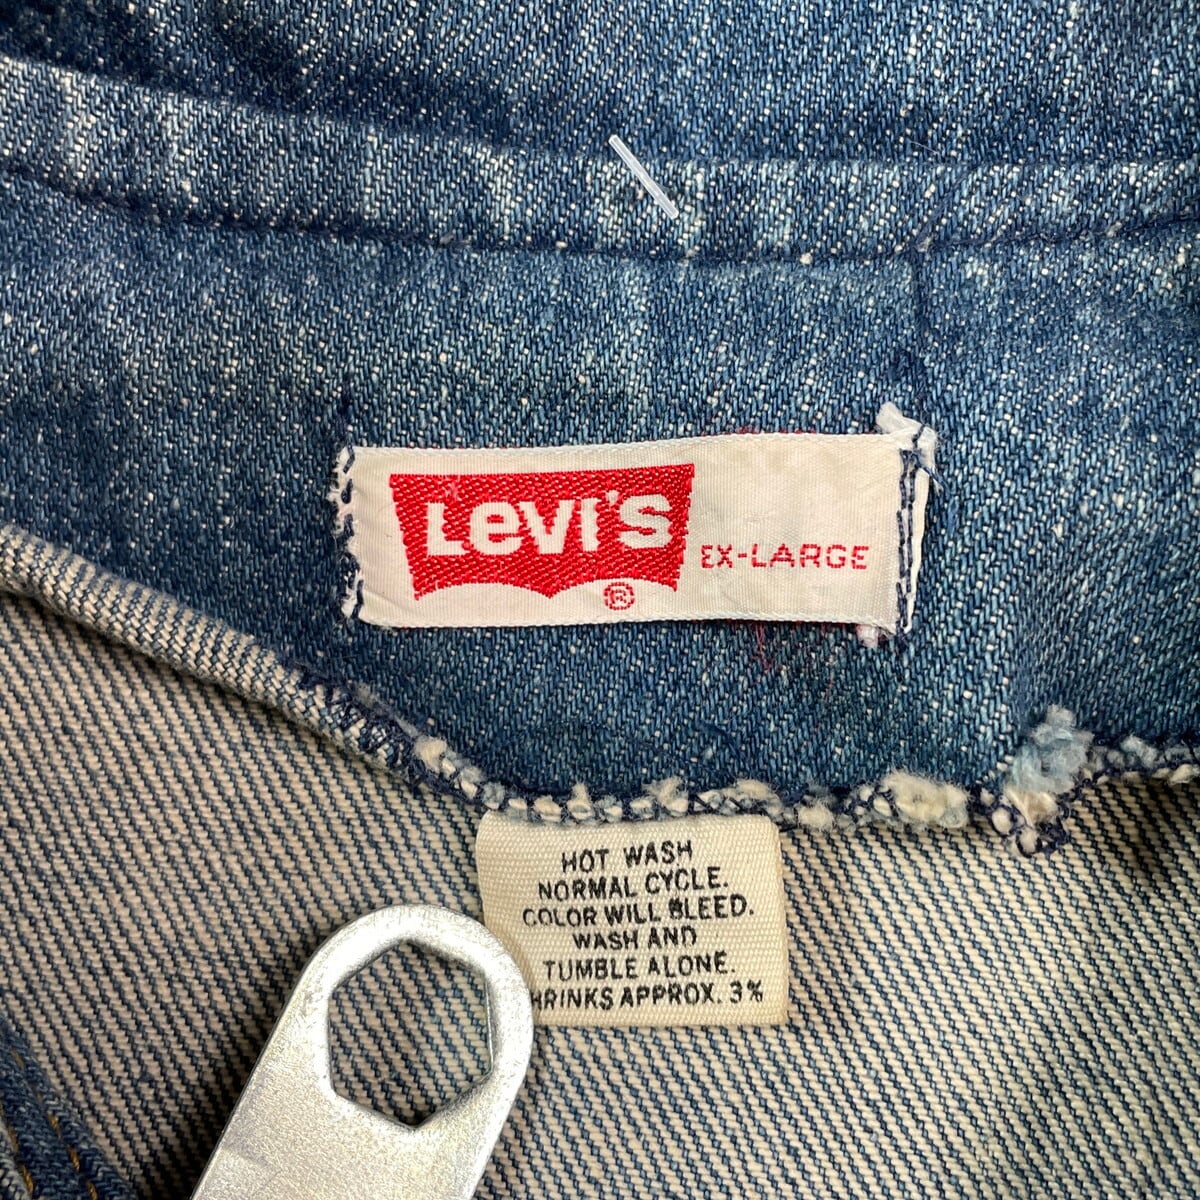 Levi's
®
EX-LARGE
HOT WASH
NORMAL CYCLE.
COLOR WILL BLEED.
WASH AND
TUMBLE ALONE.
HRINKS APPROX. 3%